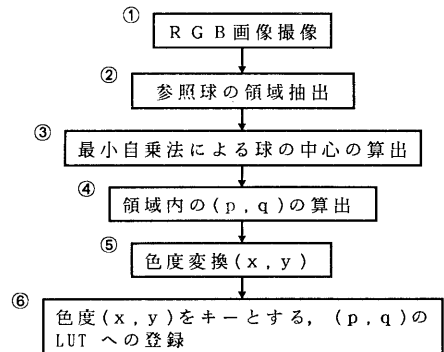 ①
RGB画像撮像
②
参照球の領域抽出
③
最小自乗法による球の中心の算出
④
領域内の(p,q)の算出
⑤
色度変換(x,y)
⑥
色度(x,y)をキーとする,(p,q)の
LUTへの登録